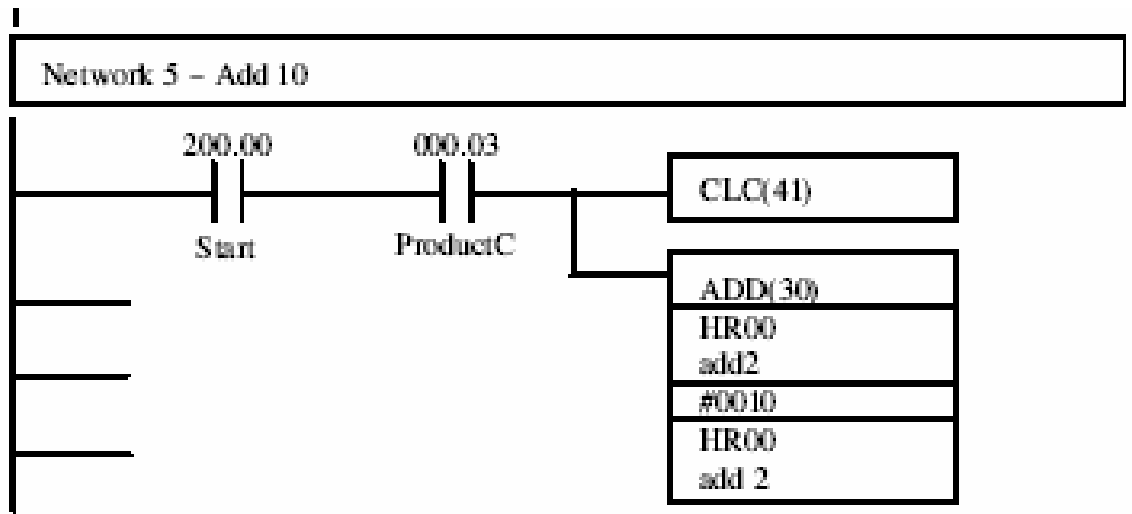 Network 5 – Add 10
200.00
000.03
Start
ProductC
CLC(41)
ADD(30)
HR00
add2
#0010
HR00
add 2